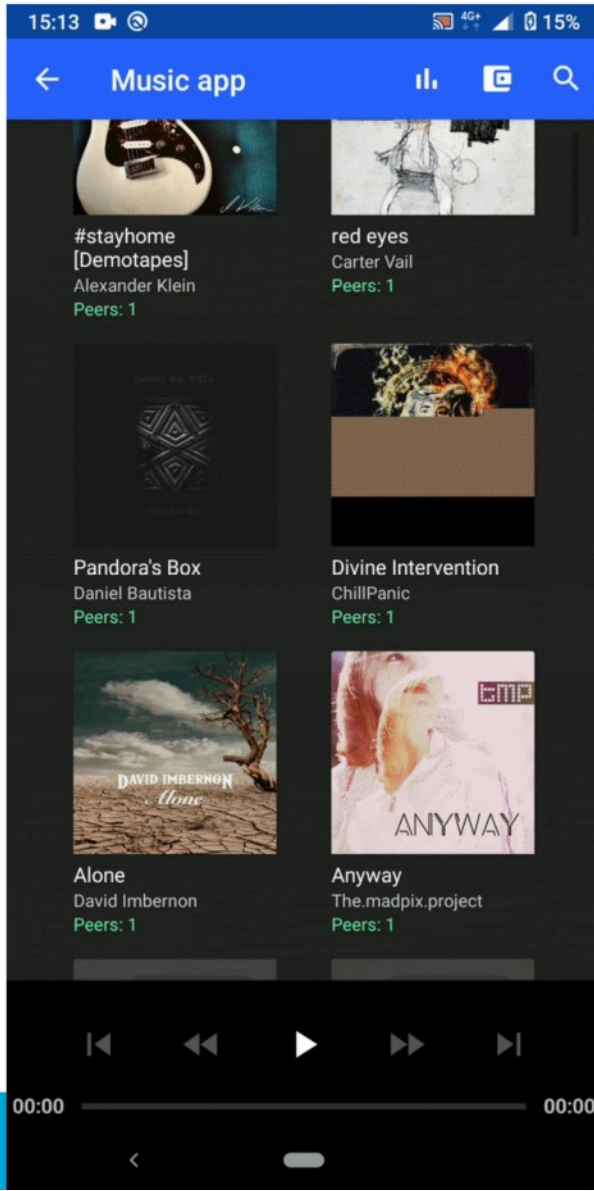 15:13 4G+ 15%
Music app
#stayhome
[Demotapes]
Alexander Klein
Peers: 1
red eyes
Carter Vail
Peers: 1
DANIEL BAUTISTA
PANDORA'S BOX
Pandora's Box
Daniel Bautista
Peers: 1
Divine Intervention
ChillPanic
Peers: 1
DAVID IMBERNON
Alone
Alone
David Imbernon
Peers: 1
tmp
ANYWAY
Anyway
The.madpix.project
Peers: 1
00:00 00:00